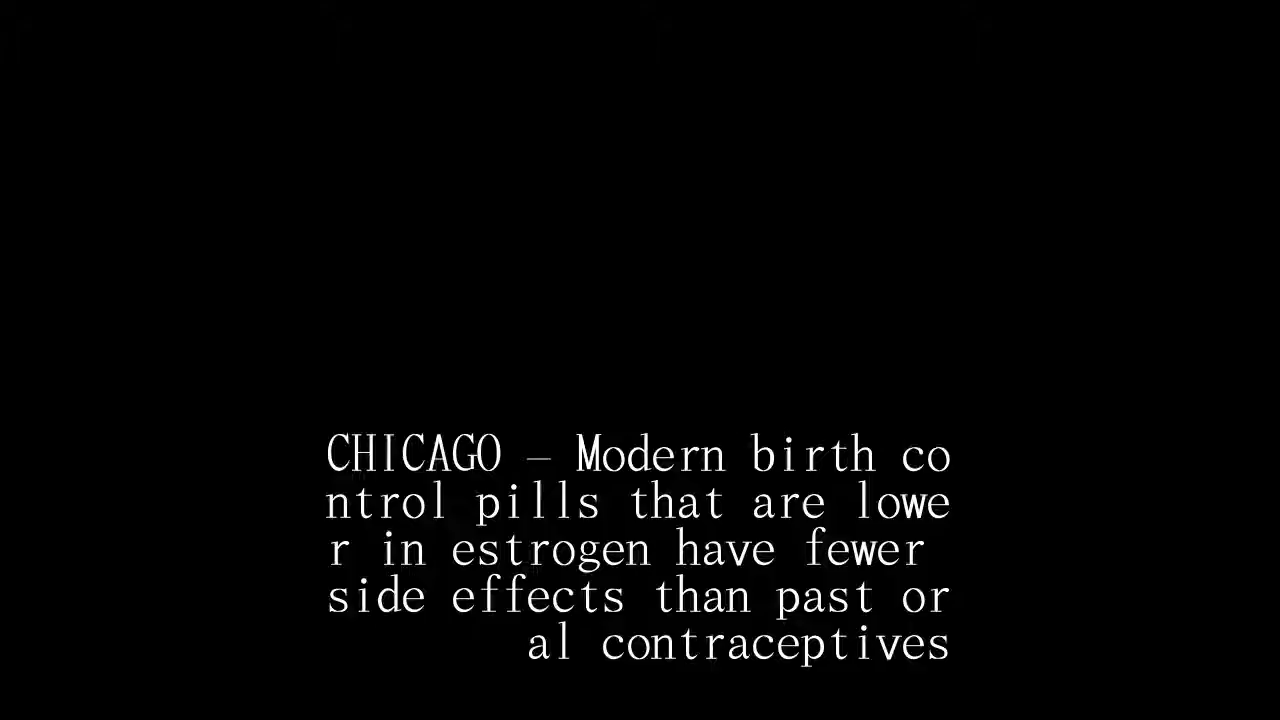 CHICAGO – Modern birth co
ntrol pills that are lowe
r in estrogen have fewer
side effects than past or
al contraceptives